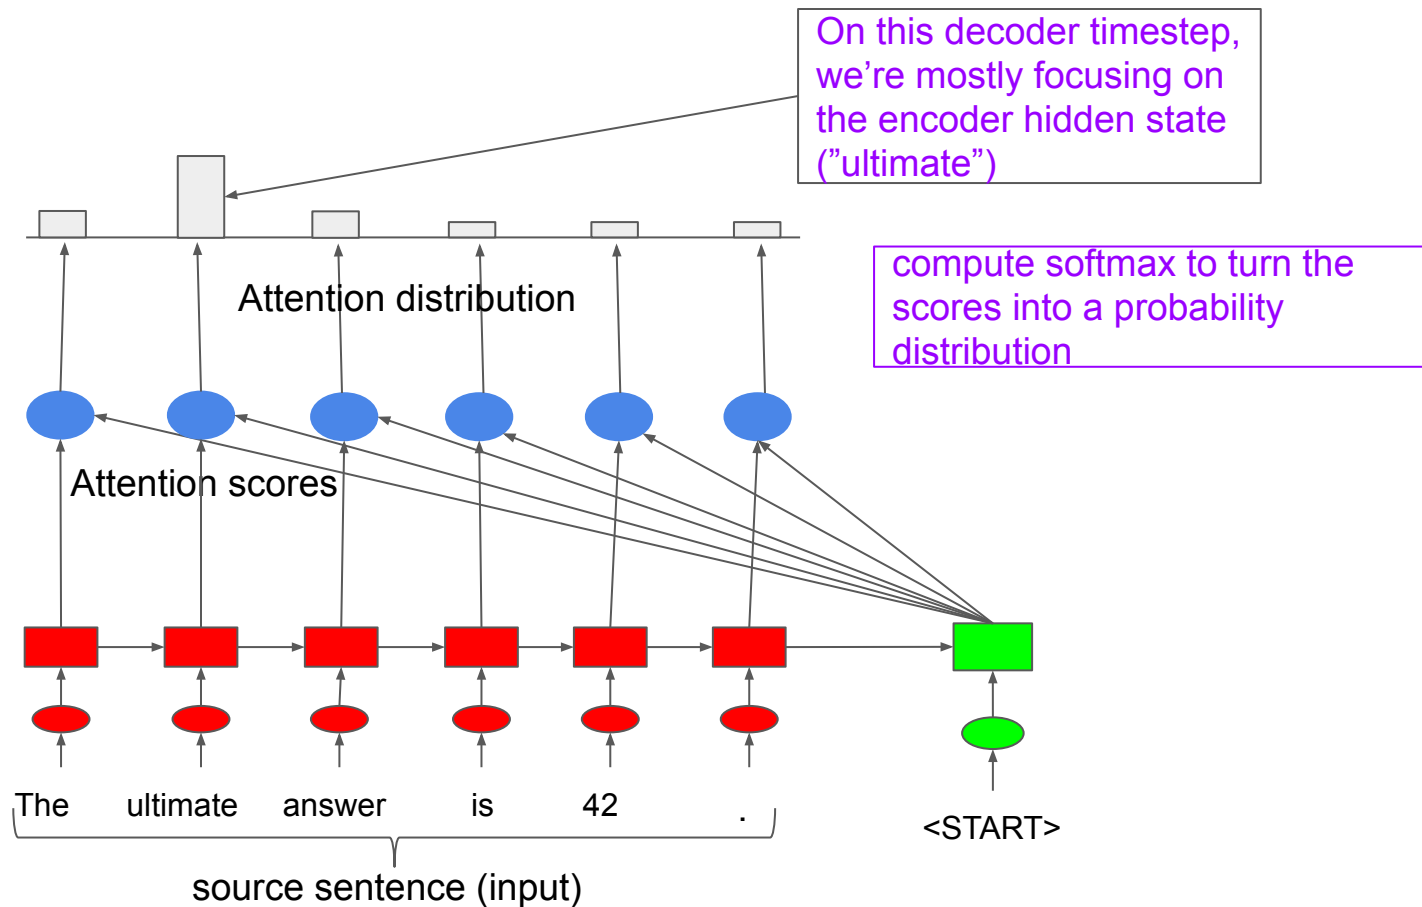 On this decoder timestep,
we’re mostly focusing on
the encoder hidden state
(”ultimate”)
compute softmax to turn the
scores into a probability
distribution
Attention distribution
Attention scores
The ultimate answer is 42 .
<START>
source sentence (input)